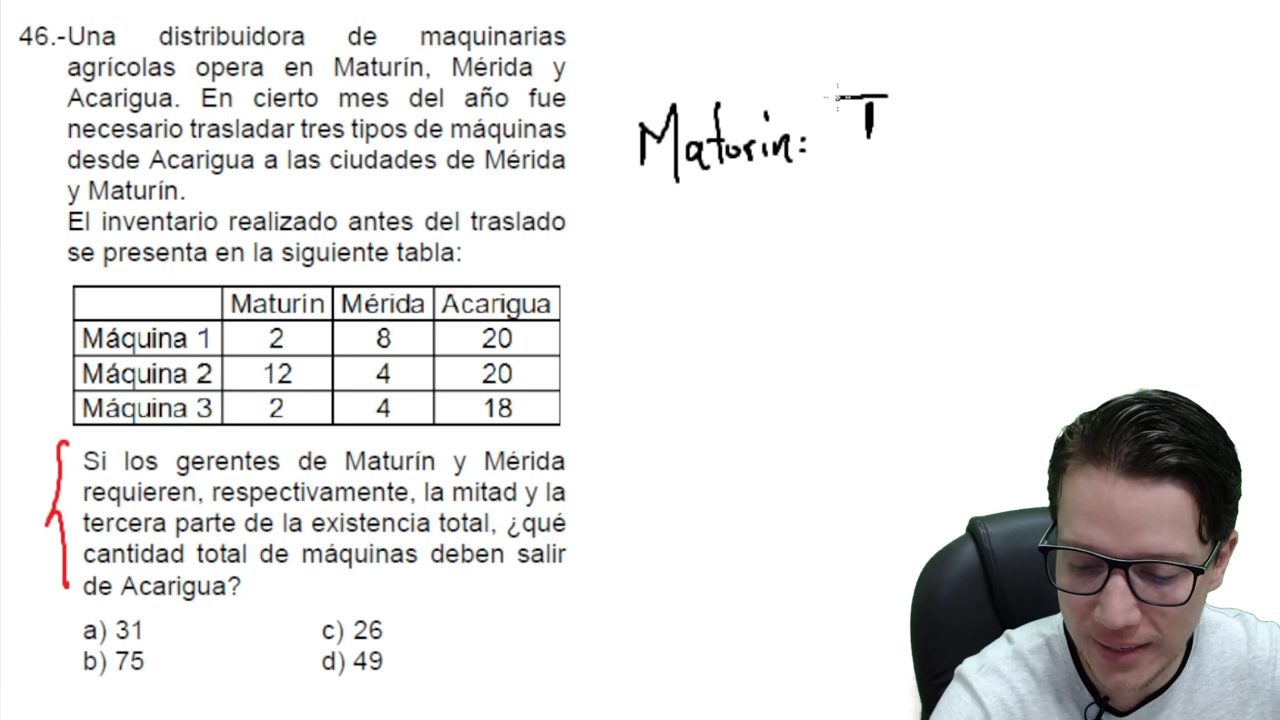 46.-Una distribuidora de maquinarias
agrícolas opera en Maturín, Mérida y
Acarigua. En cierto mes del año fue
necesario trasladar tres tipos de máquinas
desde Acarigua a las ciudades de Mérida
y Maturín.
El inventario realizado antes del traslado
se presenta en la siguiente tabla:
Maturín Mérida Acarigua
Máquina 1 2 8 20
Máquina 2 12 4 20
Máquina 3 2 4 18
Si los gerentes de Maturín y Mérida
requieren, respectivamente, la mitad y la
tercera parte de la existencia total, ¿qué
cantidad total de máquinas deben salir
de Acarigua?
a) 31 c) 26
b) 75 d) 49
Maturin: